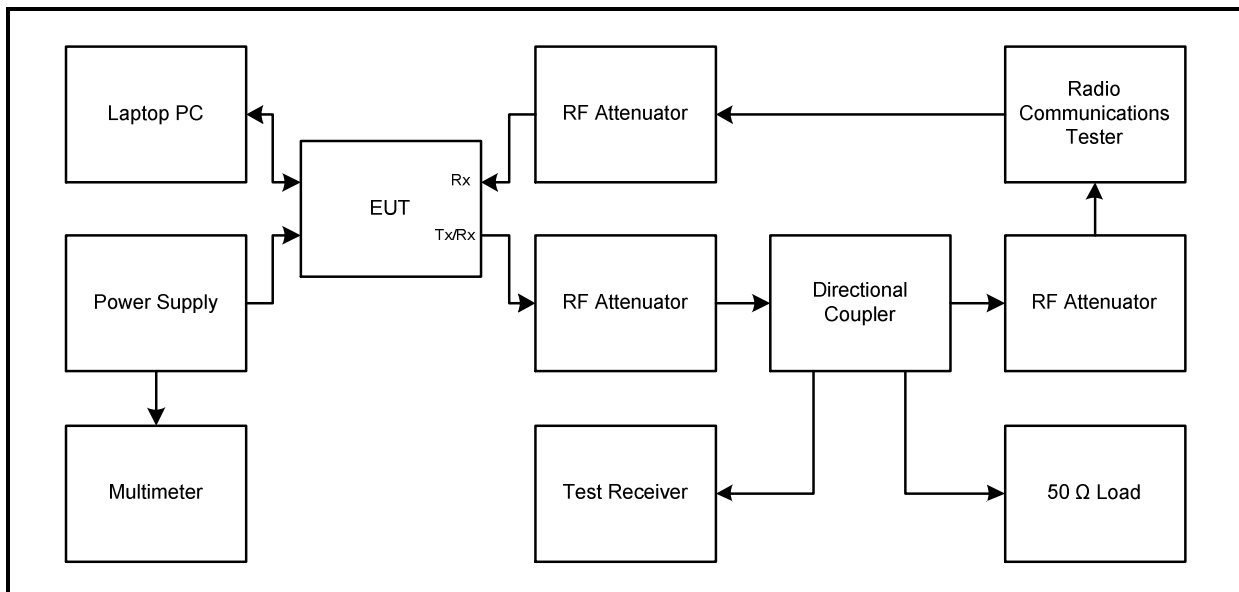 Laptop PC
RF Attenuator
Radio
Communications
Tester
Rx
EUT
Tx/Rx
Power Supply
RF Attenuator
Directional
Coupler
RF Attenuator
Multimeter
Test Receiver
50 Ω Load